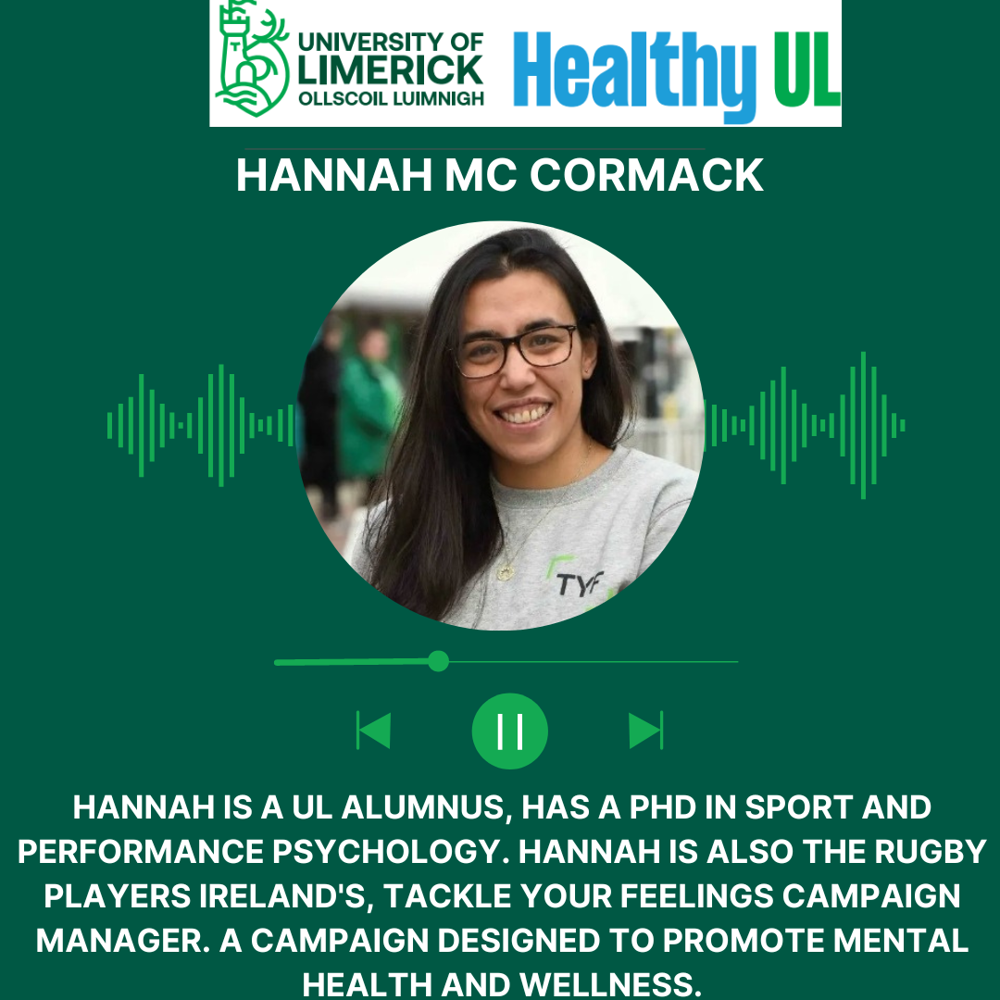 UNIVERSITY OF
LIMERICK
OLLSCOIL LUIMNIGH
Healthy UL
HANNAH MC CORMACK
TYF
HANNAH IS A UL ALUMNUS, HAS A PHD IN SPORT AND
PERFORMANCE PSYCHOLOGY. HANNAH IS ALSO THE RUGBY
PLAYERS IRELAND'S, TACKLE YOUR FEELINGS CAMPAIGN
MANAGER. A CAMPAIGN DESIGNED TO PROMOTE MENTAL
HEALTH AND WELLNESS.